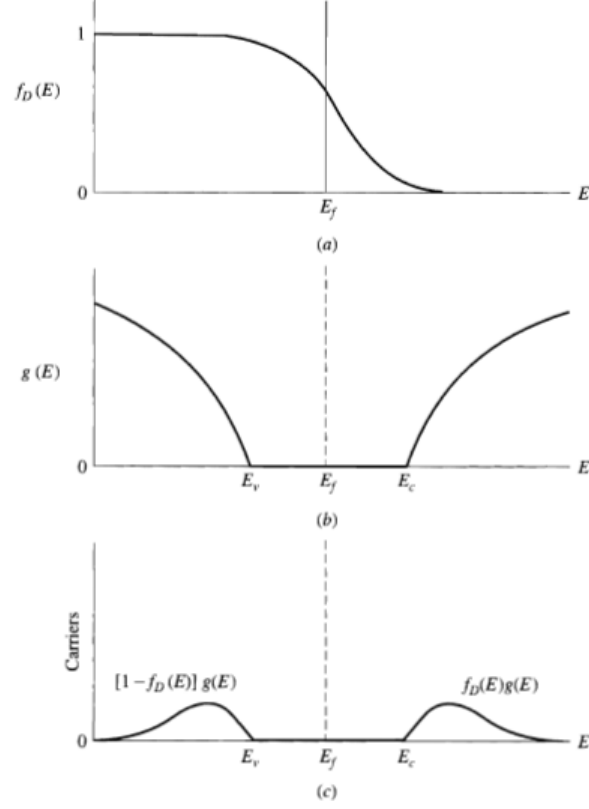 1
f_D(E)
0
E_f
E
(a)
g(E)
0
E_v
E_f
E_c
E
(b)
Carriers
[1-f_D(E)] g(E)
f_D(E)g(E)
0
E_v
E_f
E_c
E
(c)